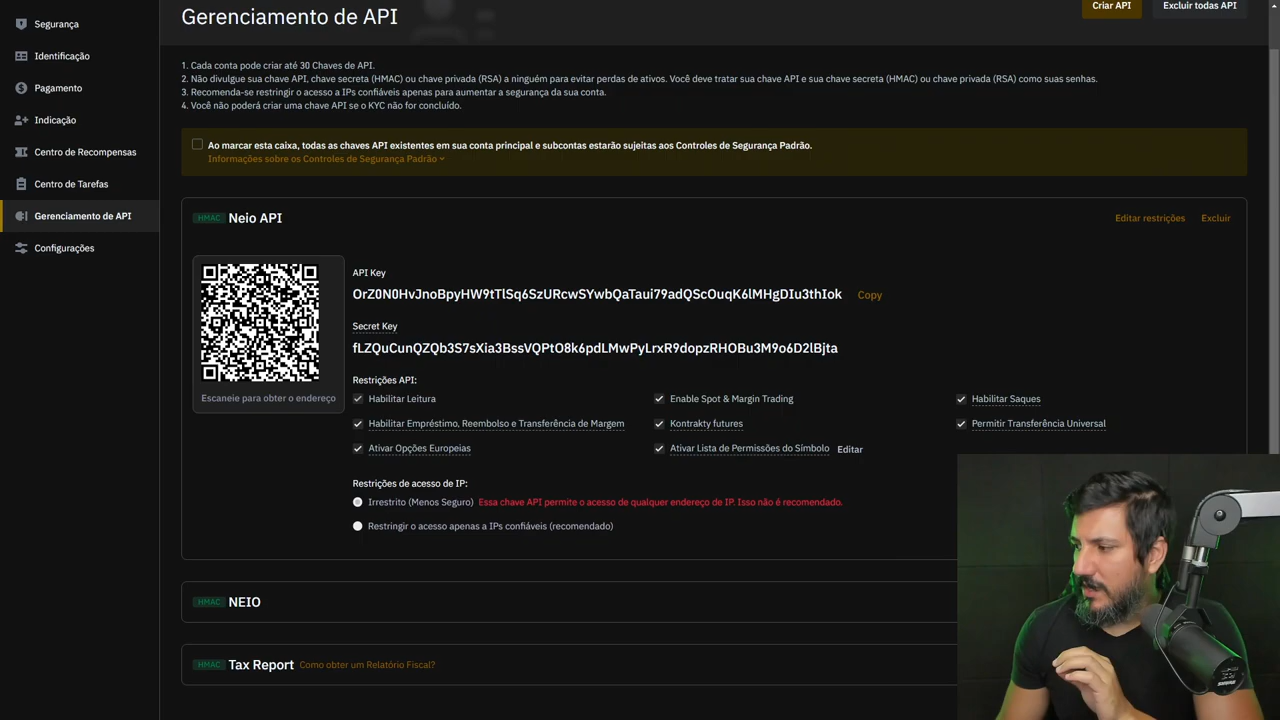 Segurança
Identificação
Pagamento
Indicação
Centro de Recompensas
Centro de Tarefas
Gerenciamento de API
Configurações
Gerenciamento de API
Criar API
Excluir todas API
1. Cada conta pode criar até 30 Chaves de API.
2. Não divulgue sua chave API, chave secreta (HMAC) ou chave privada (RSA) a ninguém para evitar perdas de ativos. Você deve tratar sua chave API e sua chave secreta (HMAC) ou chave privada (RSA) como suas senhas.
3. Recomenda-se restringir o acesso a IPs confiáveis apenas para aumentar a segurança da sua conta.
4. Você não poderá criar uma chave API se o KYC não for concluído.
Ao marcar esta caixa, todas as chaves API existentes em sua conta principal e subcontas estarão sujeitas aos Controles de Segurança Padrão.
Informações sobre os Controles de Segurança Padrão
HMAC Neio API
Editar restrições
Excluir
Escaneie para obter o endereço
API Key
[API key withheld: sensitive credential] Copy
Secret Key
[secret key withheld: sensitive credential]
Restrições API:
Habilitar Leitura
Enable Spot & Margin Trading
Habilitar Saques
Habilitar Empréstimo, Reembolso e Transferência de Margem
Kontrakty futures
Permitir Transferência Universal
Ativar Opções Europeias
Ativar Lista de Permissões do Símbolo Editar
Restrições de acesso de IP:
Irrestrito (Menos Seguro) Essa chave API permite o acesso de qualquer endereço de IP. Isso não é recomendado.
Restringir o acesso apenas a IPs confiáveis (recomendado)
HMAC NEIO
HMAC Tax Report Como obter um Relatório Fiscal?